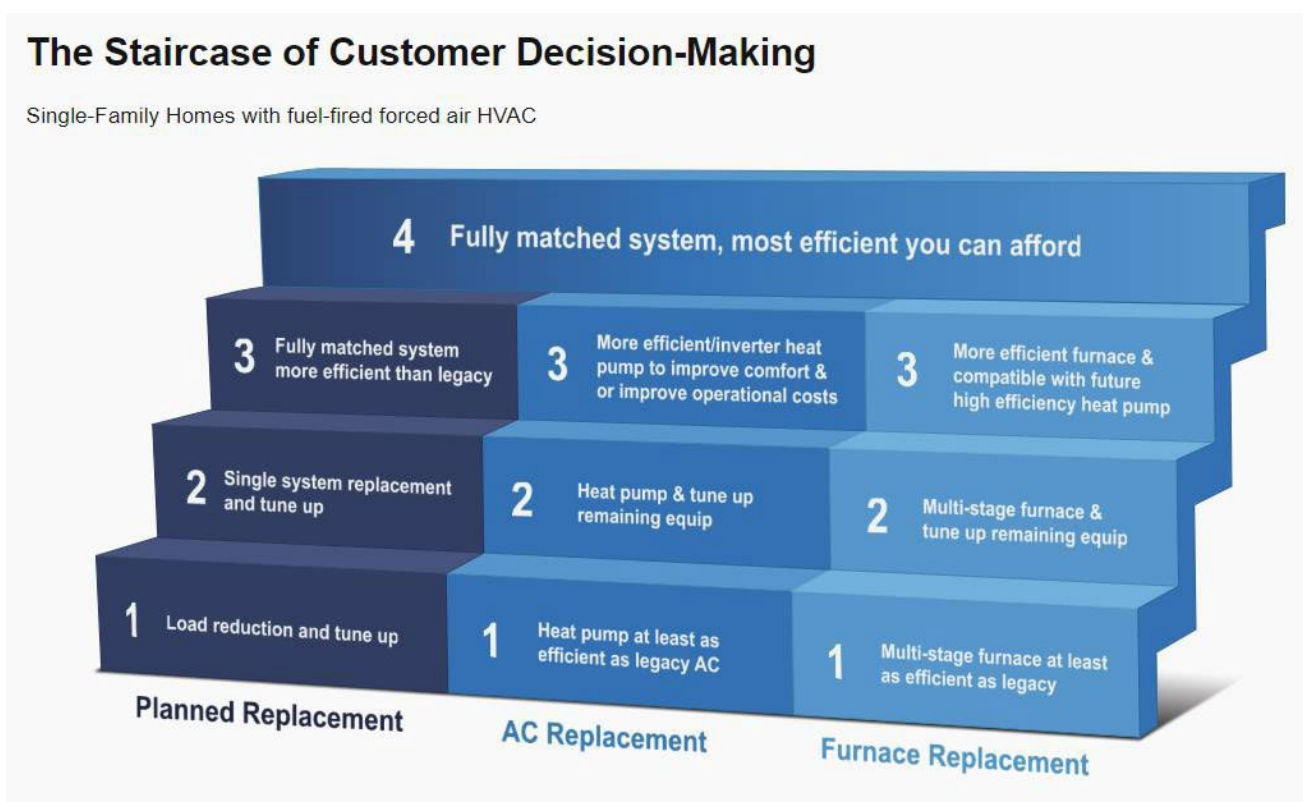 The Staircase of Customer Decision-Making
Single-Family Homes with fuel-fired forced air HVAC
4 Fully matched system, most efficient you can afford
3 Fully matched system
more efficient than legacy
3 More efficient/inverter heat
pump to improve comfort &
or improve operational costs
3 More efficient furnace &
compatible with future
high efficiency heat pump
2 Single system replacement
and tune up
2 Heat pump & tune up
remaining equip
2 Multi-stage furnace &
tune up remaining equip
1 Load reduction and tune up
1 Heat pump at least as
efficient as legacy AC
1 Multi-stage furnace at least
as efficient as legacy
Planned Replacement
AC Replacement
Furnace Replacement